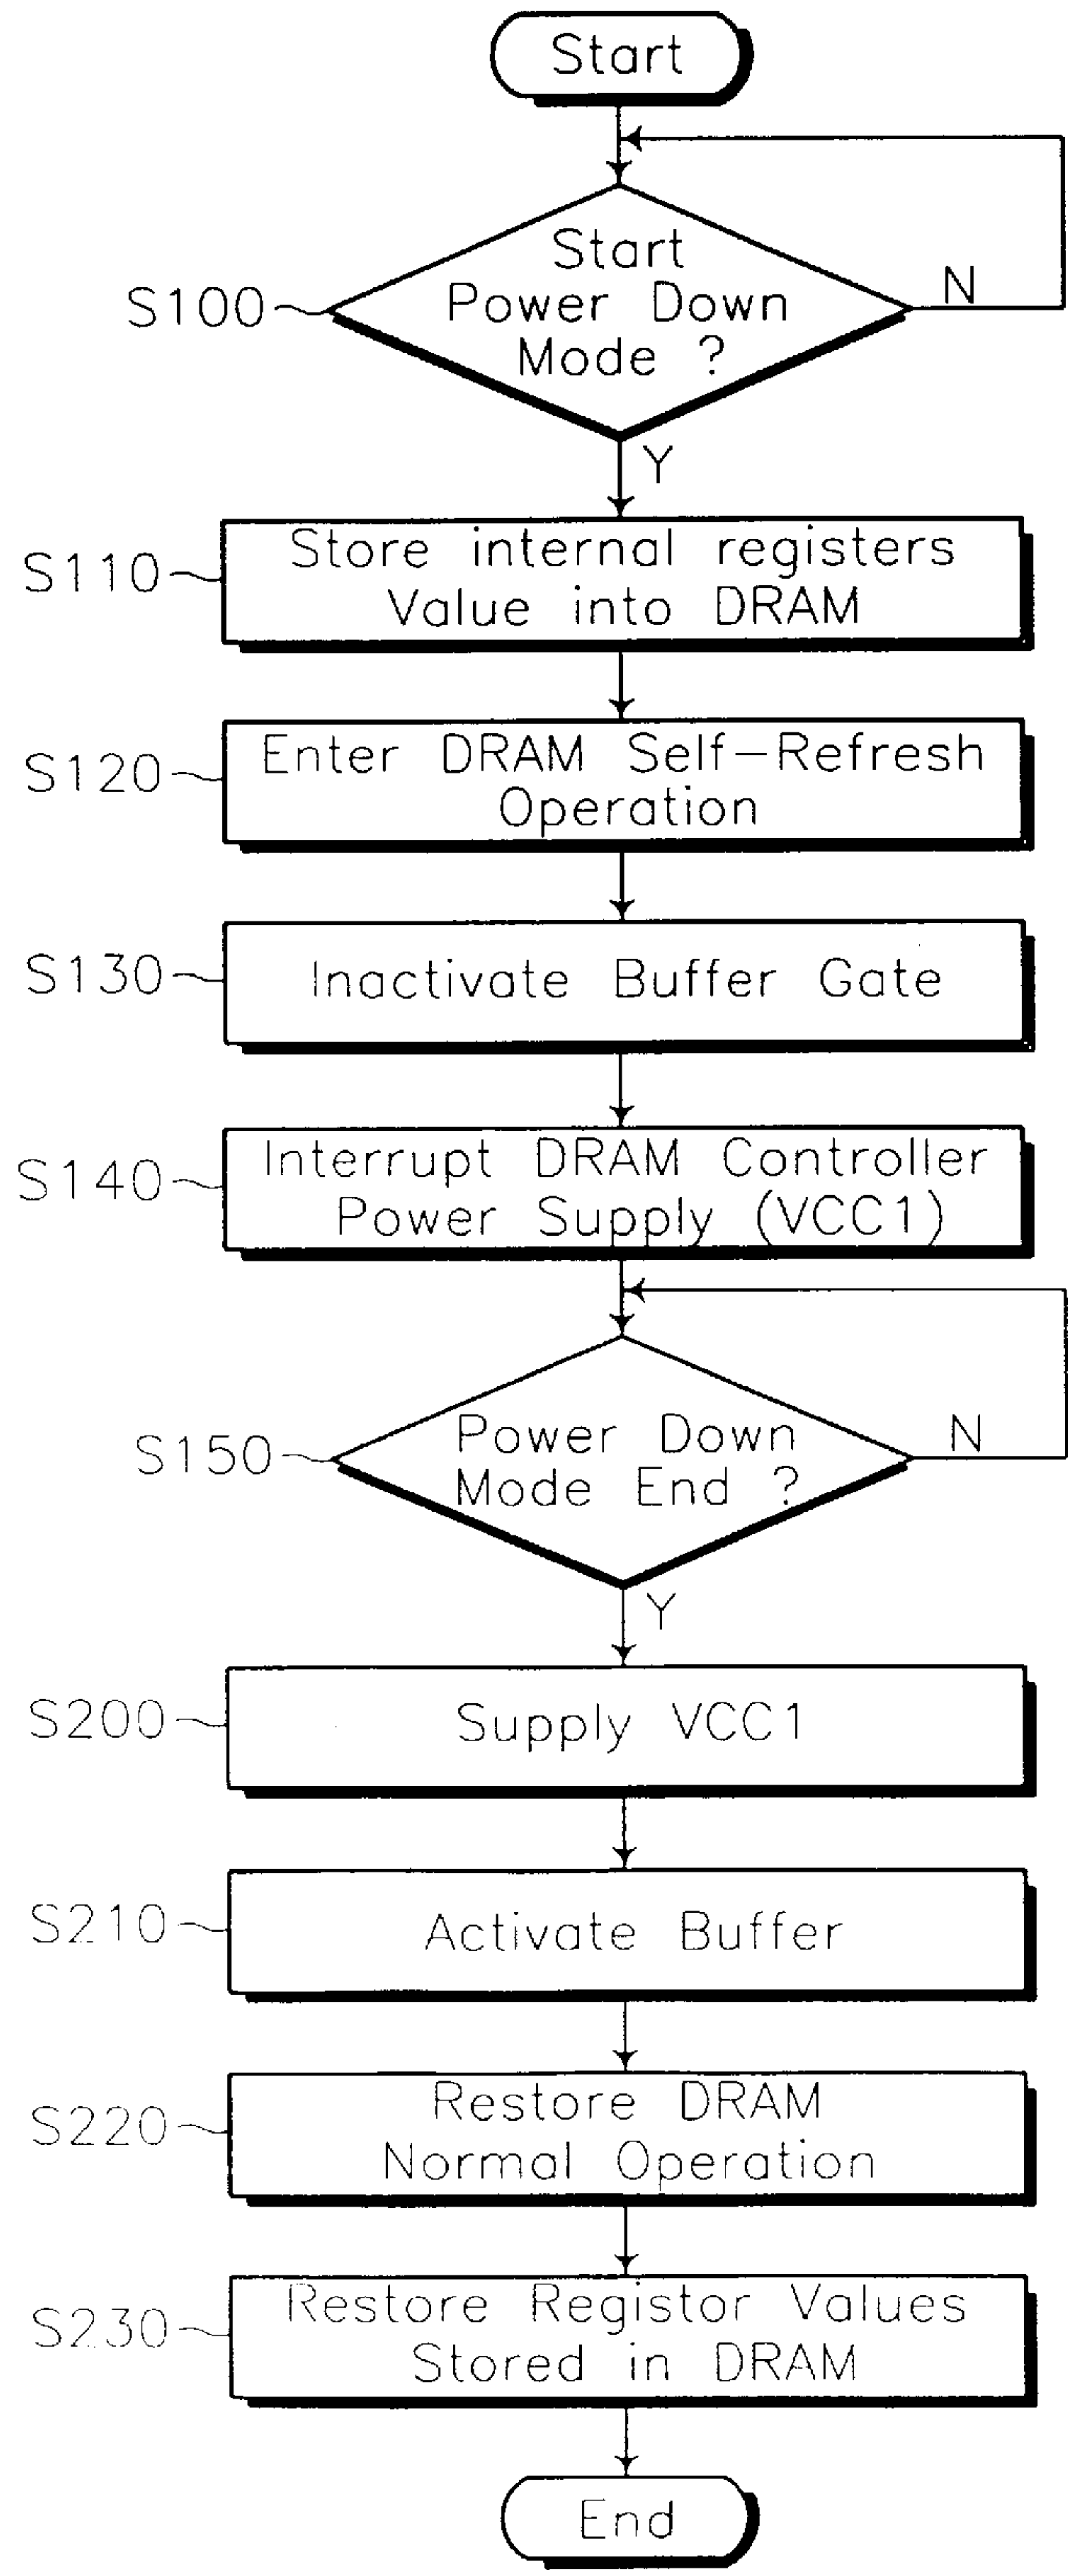 Start
Start
Power Down
Mode ?
S100
N
Y
Store internal registers
Value into DRAM
S110
Enter DRAM Self-Refresh
Operation
S120
Inactivate Buffer Gate
S130
Interrupt DRAM Controller
Power Supply (VCC1)
S140
Power Down
Mode End ?
S150
N
Y
Supply VCC1
S200
Activate Buffer
S210
Restore DRAM
Normal Operation
S220
Restore Registor Values
Stored in DRAM
S230
End